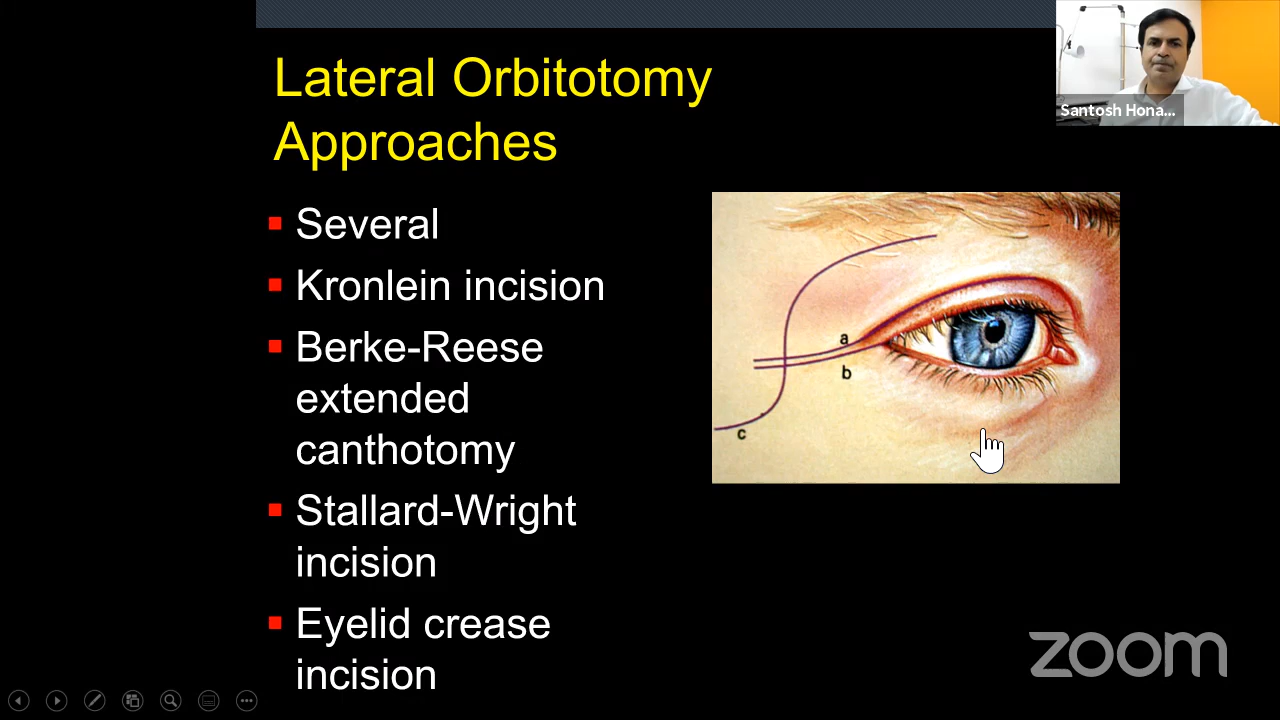 Lateral Orbitotomy
Approaches
Santosh Hona...
Several
Kronlein incision
Berke-Reese
extended
canthotomy
Stallard-Wright
incision
Eyelid crease
incision
a
b
c
zoom